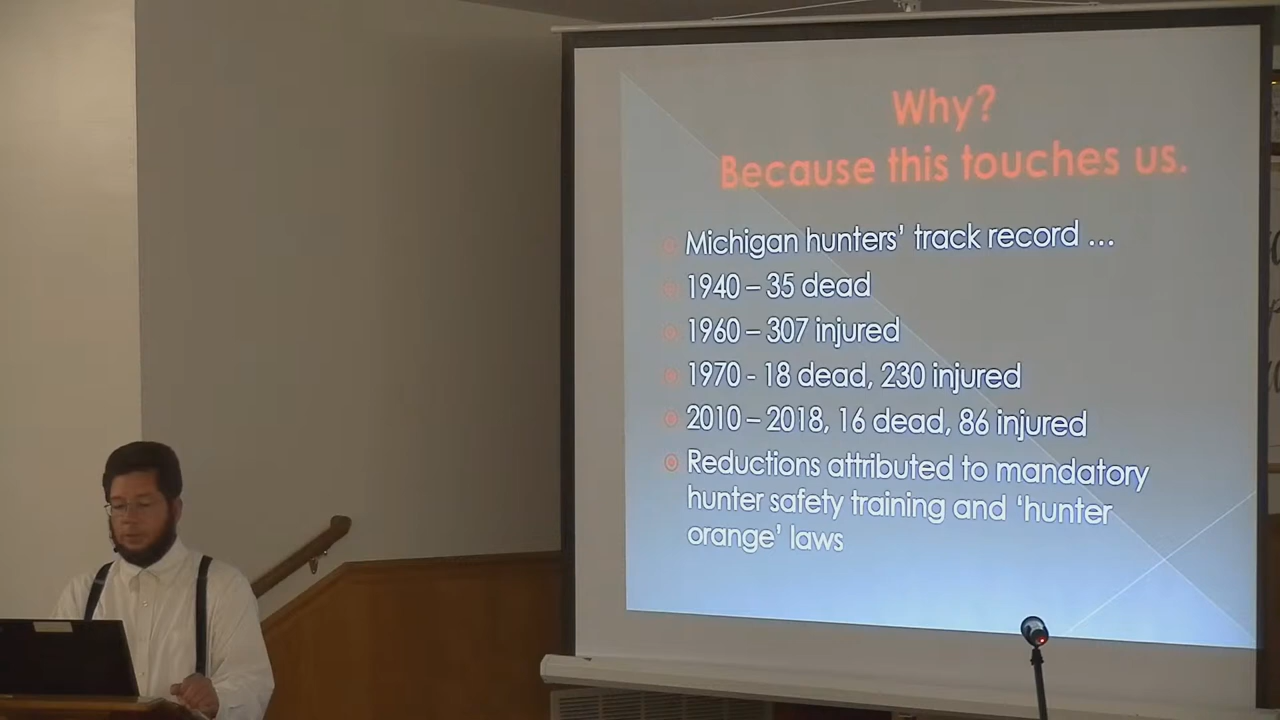 Why?
Because this touches us.
Michigan hunters' track record ...
1940 – 35 dead
1960 – 307 injured
1970 - 18 dead, 230 injured
2010 – 2018, 16 dead, 86 injured
Reductions attributed to mandatory
hunter safety training and 'hunter
orange' laws